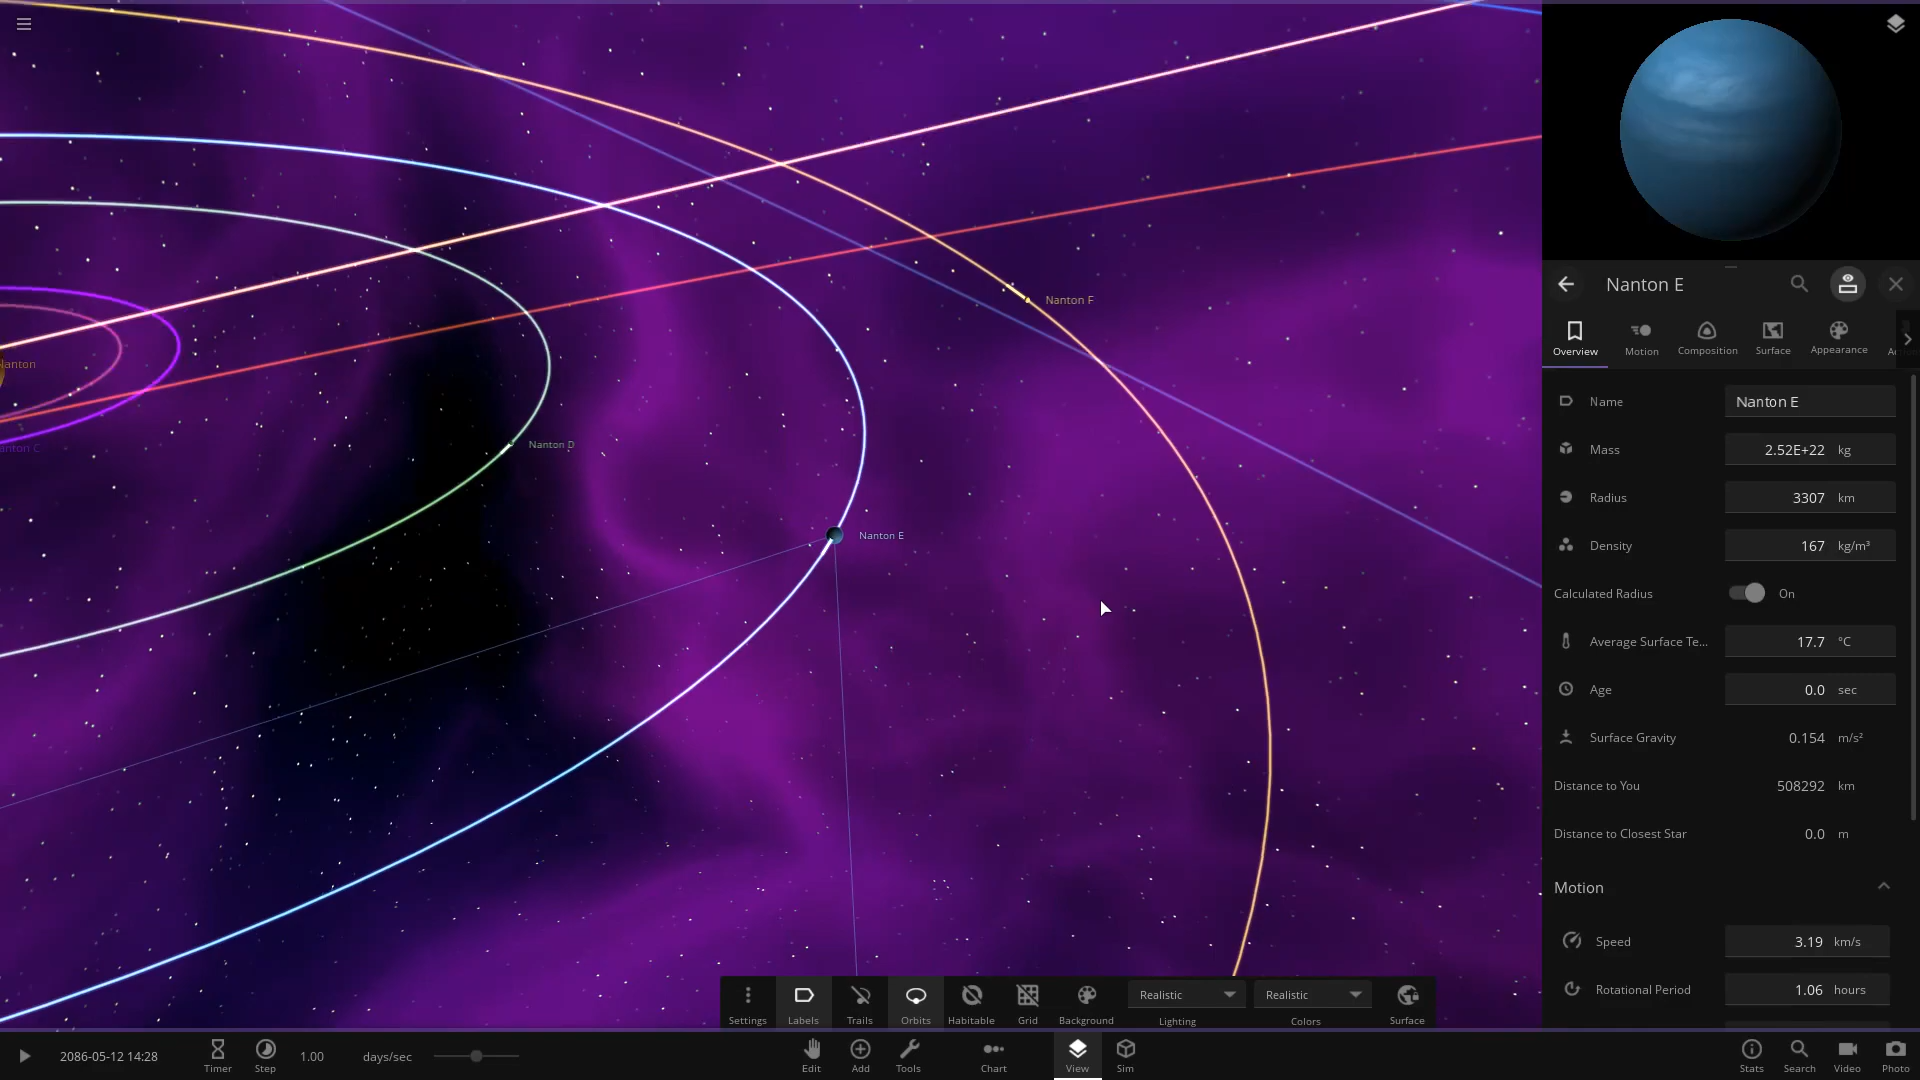 Nanton E
Overview
Motion
Composition
Surface
Appearance
Name
Nanton E
Mass
2.52E+22 kg
Radius
3307 km
Density
167 kg/m³
Calculated Radius
On
Average Surface Te...
17.7 °C
Age
0.0 sec
Surface Gravity
0.154 m/s²
Distance to You
508292 km
Distance to Closest Star
0.0 m
Motion
Speed
3.19 km/s
Rotational Period
1.06 hours
Nanton F
Nanton
Nanton D
anton C
Nanton E
Settings
Labels
Trails
Orbits
Habitable
Grid
Background
Realistic
Lighting
Realistic
Colors
Surface
2086-05-12 14:28
Timer
Step
1.00
days/sec
Edit
Add
Tools
Chart
View
Sim
Stats
Search
Video
Photo